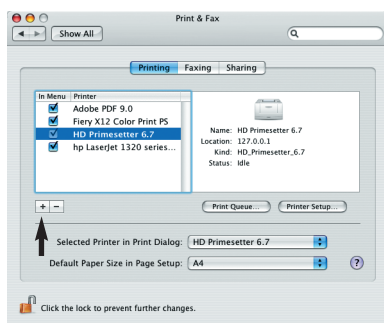 Print & Fax
Show All
Printing Faxing Sharing
In Menu Printer
Adobe PDF 9.0
Fiery X12 Color Print PS
HD Primesetter 6.7
hp LaserJet 1320 series...
Name: HD Primesetter 6.7
Location: 127.0.0.1
Kind: HD_Primesetter_6.7
Status: Idle
+ −
Print Queue... Printer Setup...
Selected Printer in Print Dialog: HD Primesetter 6.7
Default Paper Size in Page Setup: A4
?
Click the lock to prevent further changes.